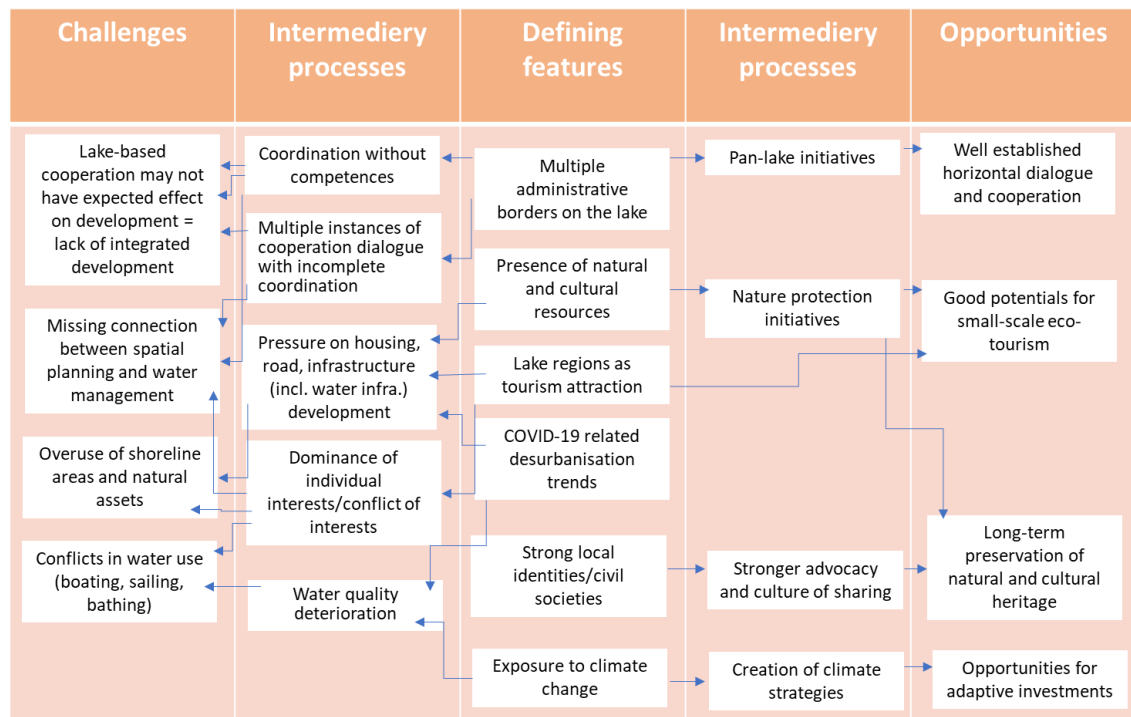 Challenges
Intermediery
processes
Defining
features
Intermediery
processes
Opportunities
Lake-based
cooperation may not
have expected effect
on development =
lack of integrated
development
Missing connection
between spatial
planning and water
management
Overuse of shoreline
areas and natural
assets
Conflicts in water use
(boating, sailing,
bathing)
Coordination without
competences
Multiple instances of
cooperation dialogue
with incomplete
coordination
Pressure on housing,
road, infrastructure
(incl. water infra.)
development
Dominance of
individual
interests/conflict of
interests
Water quality
deterioration
Multiple
administrative
borders on the lake
Presence of natural
and cultural
resources
Lake regions as
tourism attraction
COVID-19 related
desurbanisation
trends
Strong local
identities/civil
societies
Exposure to climate
change
Pan-lake initiatives
Nature protection
initiatives
Stronger advocacy
and culture of sharing
Creation of climate
strategies
Well established
horizontal dialogue
and cooperation
Good potentials for
small-scale eco-
tourism
Long-term
preservation of
natural and cultural
heritage
Opportunities for
adaptive investments